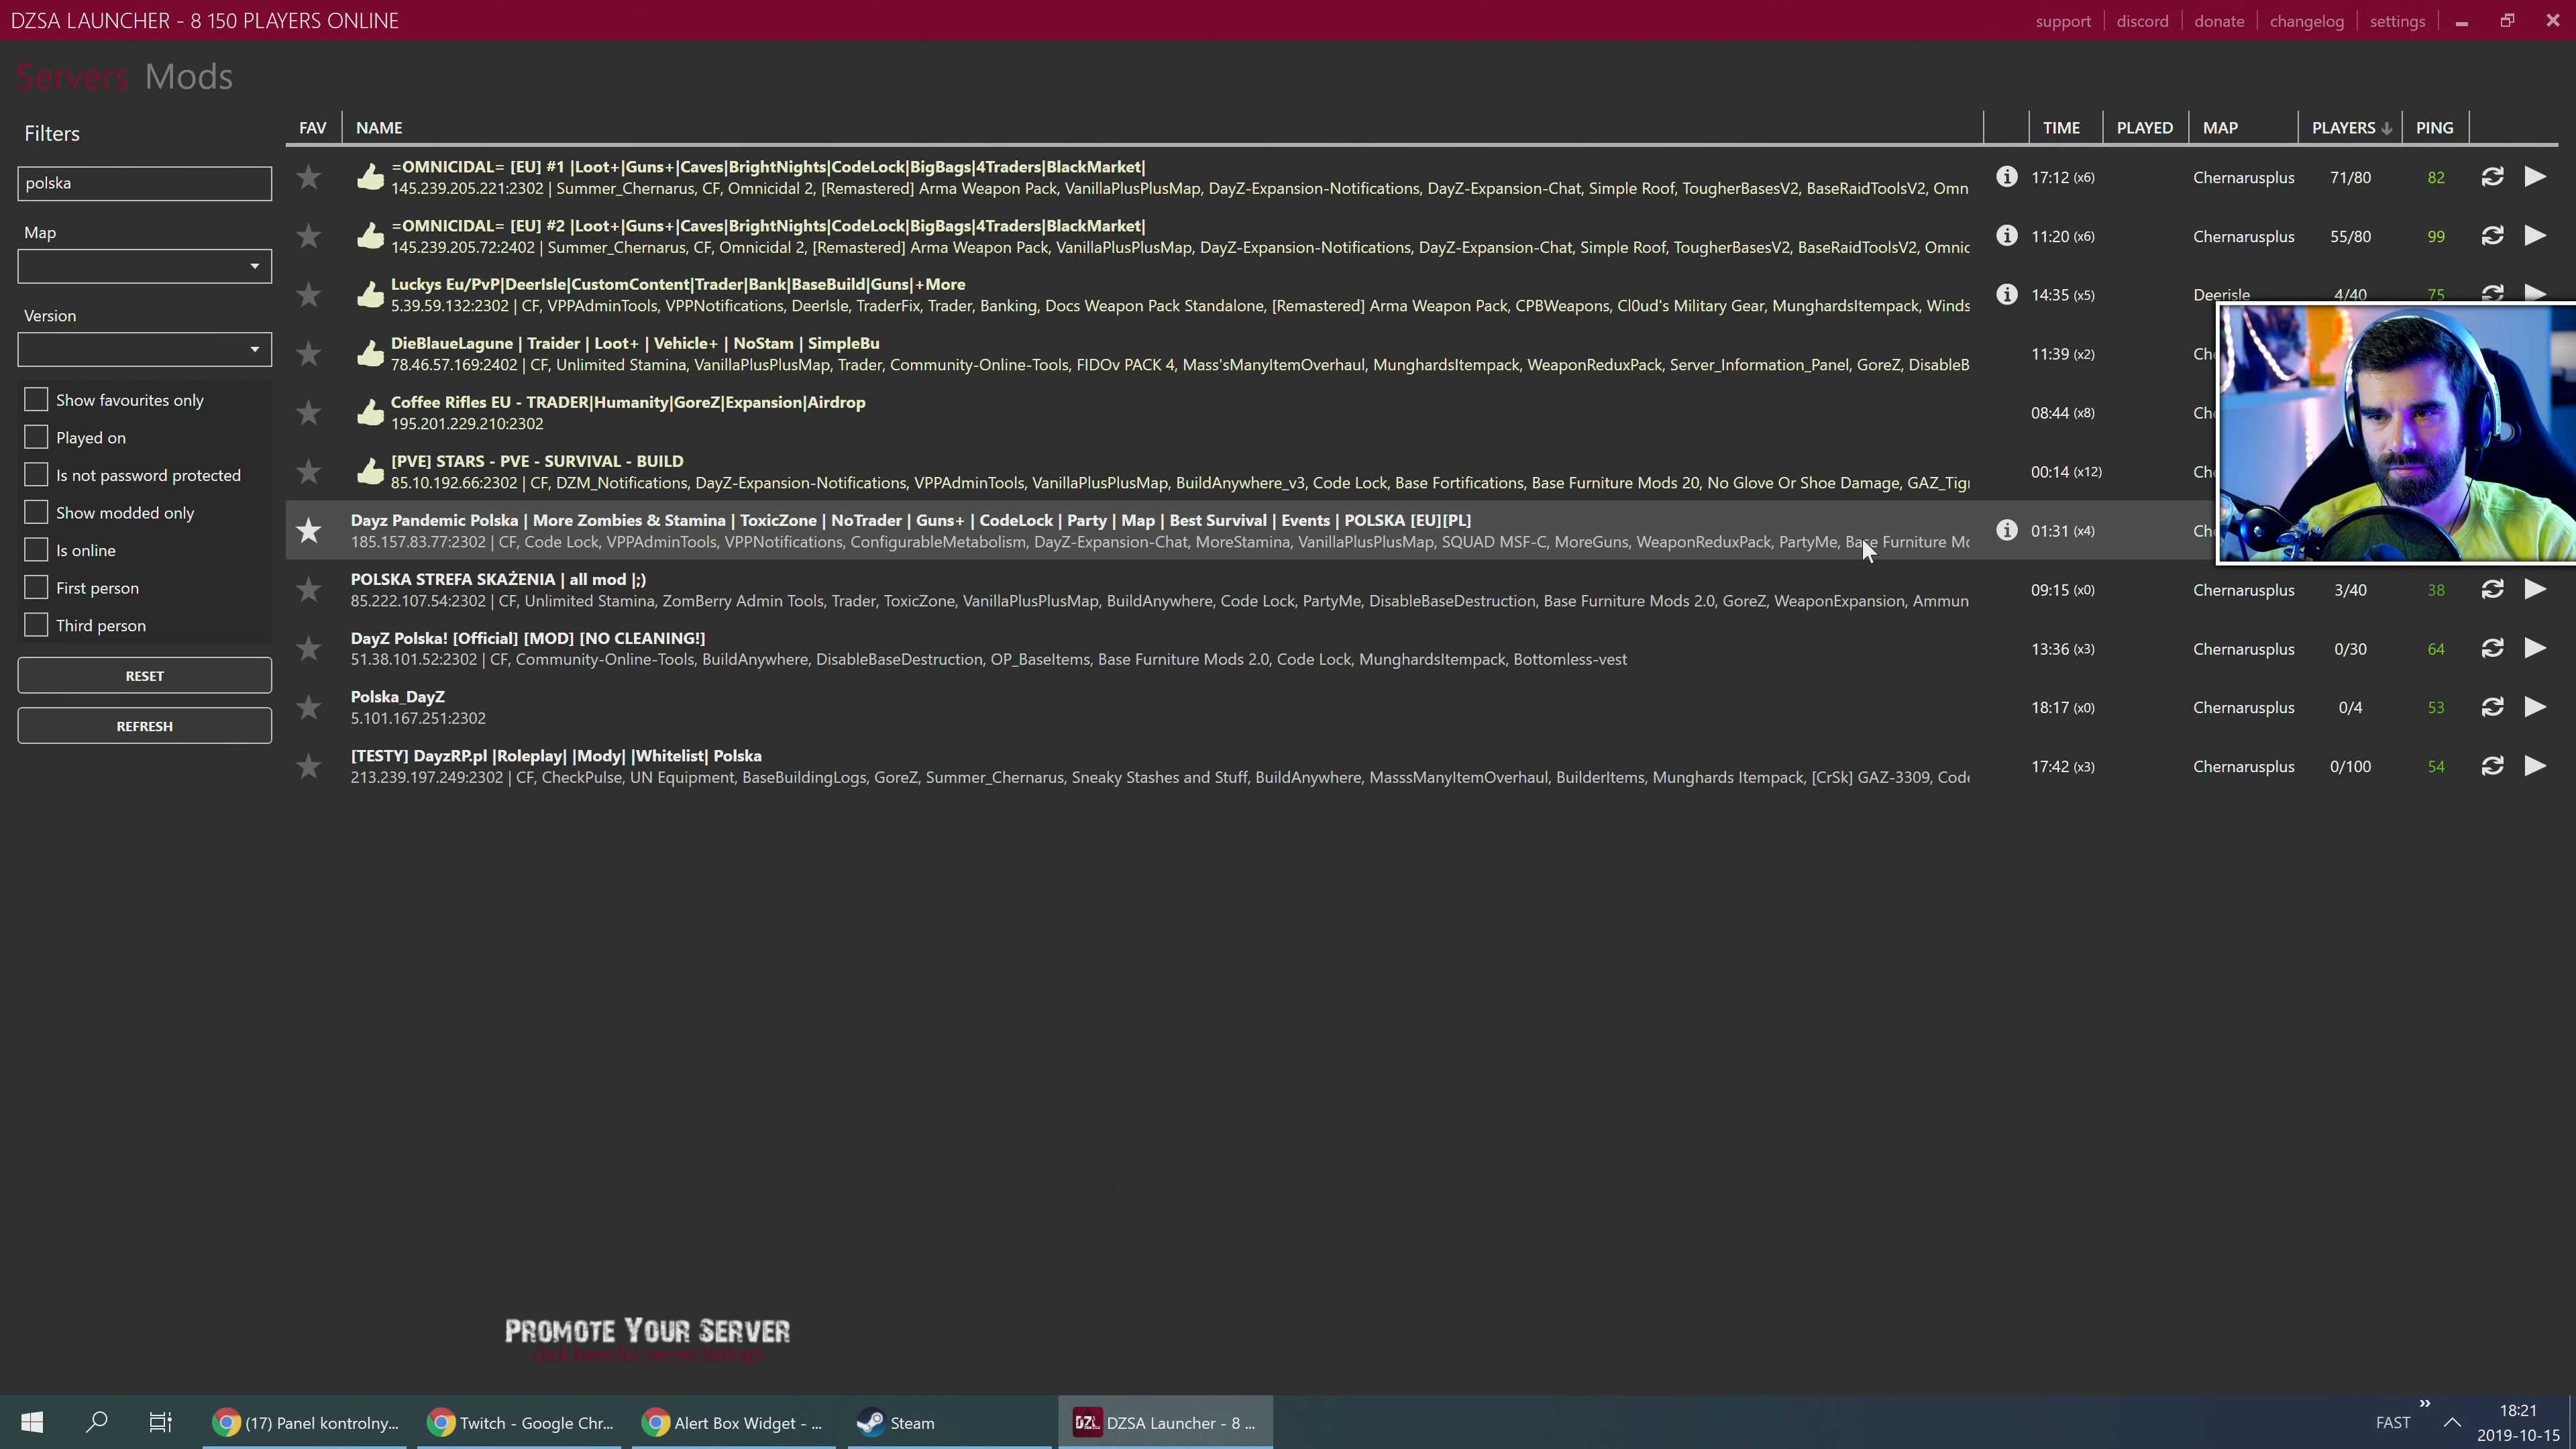 DZSA LAUNCHER - 8 150 PLAYERS ONLINE
support discord donate changelog settings
Servers Mods
Filters
polska
Map
Version
Show favourites only
Played on
Is not password protected
Show modded only
Is online
First person
Third person
RESET
REFRESH
FAV NAME TIME PLAYED MAP PLAYERS PING
=OMNICIDAL= [EU] #1 |Loot+|Guns+|Caves|BrightNights|CodeLock|BigBags|4Traders|BlackMarket|
145.239.205.221:2302 | Summer_Chernarus, CF, Omnicidal 2, [Remastered] Arma Weapon Pack, VanillaPlusPlusMap, DayZ-Expansion-Notifications, DayZ-Expansion-Chat, Simple Roof, TougherBasesV2, BaseRaidToolsV2, Omn
17:12 (x6) Chernarusplus 71/80 82
=OMNICIDAL= [EU] #2 |Loot+|Guns+|Caves|BrightNights|CodeLock|BigBags|4Traders|BlackMarket|
145.239.205.72:2402 | Summer_Chernarus, CF, Omnicidal 2, [Remastered] Arma Weapon Pack, VanillaPlusPlusMap, DayZ-Expansion-Notifications, DayZ-Expansion-Chat, Simple Roof, TougherBasesV2, BaseRaidToolsV2, Omnic
11:20 (x6) Chernarusplus 55/80 99
Luckys Eu/PvP|DeerIsle|CustomContent|Trader|Bank|BaseBuild|Guns|+More
5.39.59.132:2302 | CF, VPPAdminTools, VPPNotifications, DeerIsle, TraderFix, Trader, Banking, Docs Weapon Pack Standalone, [Remastered] Arma Weapon Pack, CPBWeapons, Cl0ud's Military Gear, MunghardsItempack, Winds
14:35 (x5) Deerisle 4/40 75
DieBlaueLagune | Traider | Loot+ | Vehicle+ | NoStam | SimpleBu
78.46.57.169:2402 | CF, Unlimited Stamina, VanillaPlusPlusMap, Trader, Community-Online-Tools, FIDOv PACK 4, Mass'sManyItemOverhaul, MunghardsItempack, WeaponReduxPack, Server_Information_Panel, GoreZ, DisableB
11:39 (x2) Ch
Coffee Rifles EU - TRADER|Humanity|GoreZ|Expansion|Airdrop
195.201.229.210:2302
08:44 (x8) Ch
[PVE] STARS - PVE - SURVIVAL - BUILD
85.10.192.66:2302 | CF, DZM_Notifications, DayZ-Expansion-Notifications, VPPAdminTools, VanillaPlusPlusMap, BuildAnywhere_v3, Code Lock, Base Fortifications, Base Furniture Mods 20, No Glove Or Shoe Damage, GAZ_Tigr
00:14 (x12) Ch
Dayz Pandemic Polska | More Zombies & Stamina | ToxicZone | NoTrader | Guns+ | CodeLock | Party | Map | Best Survival | Events | POLSKA [EU][PL]
185.157.83.77:2302 | CF, Code Lock, VPPAdminTools, VPPNotifications, ConfigurableMetabolism, DayZ-Expansion-Chat, MoreStamina, VanillaPlusPlusMap, SQUAD MSF-C, MoreGuns, WeaponReduxPack, PartyMe, Base Furniture Mo
01:31 (x4) Ch
POLSKA STREFA SKAŻENIA | all mod |;)
85.222.107.54:2302 | CF, Unlimited Stamina, ZomBerry Admin Tools, Trader, ToxicZone, VanillaPlusPlusMap, BuildAnywhere, Code Lock, PartyMe, DisableBaseDestruction, Base Furniture Mods 2.0, GoreZ, WeaponExpansion, Ammun
09:15 (x0) Chernarusplus 3/40 38
DayZ Polska! [Official] [MOD] [NO CLEANING!]
51.38.101.52:2302 | CF, Community-Online-Tools, BuildAnywhere, DisableBaseDestruction, OP_BaseItems, Base Furniture Mods 2.0, Code Lock, MunghardsItempack, Bottomless-vest
13:36 (x3) Chernarusplus 0/30 64
Polska_DayZ
5.101.167.251:2302
18:17 (x0) Chernarusplus 0/4 53
[TESTY] DayzRP.pl |Roleplay| |Mody| |Whitelist| Polska
213.239.197.249:2302 | CF, CheckPulse, UN Equipment, BaseBuildingLogs, GoreZ, Summer_Chernarus, Sneaky Stashes and Stuff, BuildAnywhere, MasssManyItemOverhaul, BuilderItems, Munghards Itempack, [CrSk] GAZ-3309, Code
17:42 (x3) Chernarusplus 0/100 54
PROMOTE YOUR SERVER
click here for server listings
(17) Panel kontrolny... Twitch - Google Chr... Alert Box Widget - ... Steam DZL DZSA Launcher - 8 ...
FAST
18:21
2019-10-15